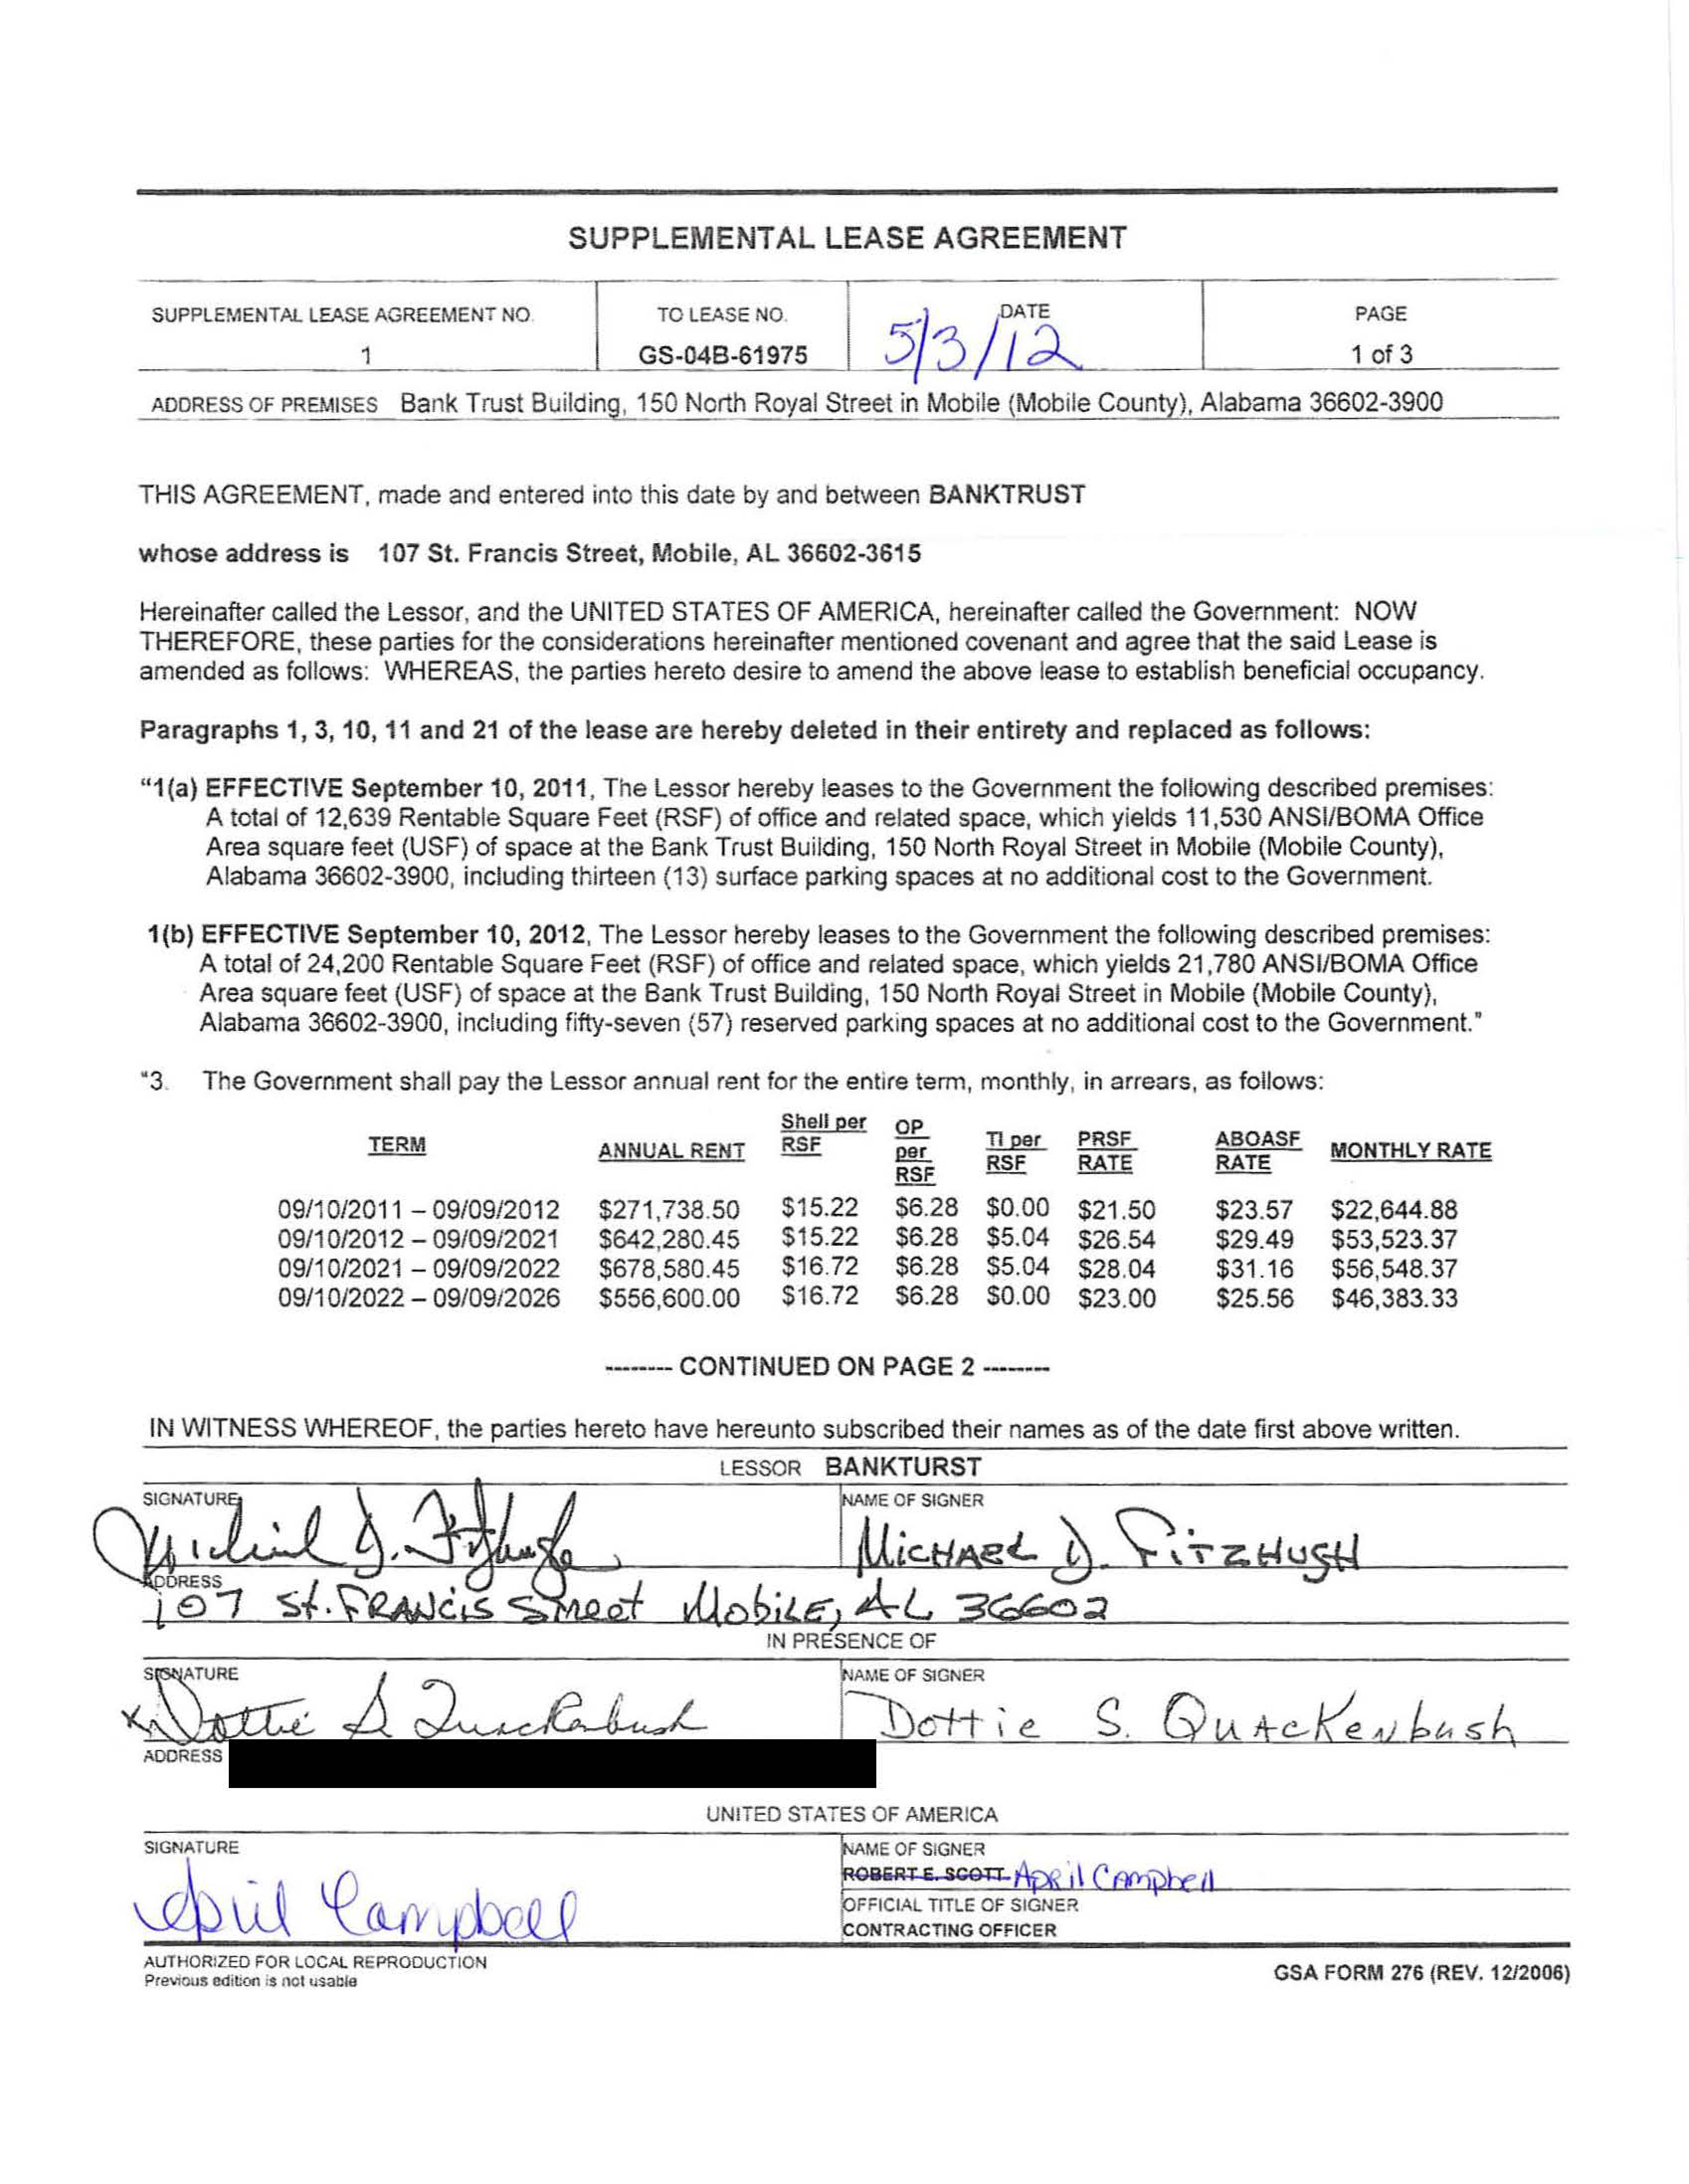 SUPPLEMENTAL LEASE AGREEMENT
SUPPLEMENTAL LEASE AGREEMENT NO. TO LEASE NO. DATE PAGE
1 GS-04B-61975 5/3/12 1 of 3
ADDRESS OF PREMISES Bank Trust Building, 150 North Royal Street in Mobile (Mobile County), Alabama 36602-3900
THIS AGREEMENT, made and entered into this date by and between BANKTRUST
whose address is 107 St. Francis Street, Mobile, AL 36602-3615
Hereinafter called the Lessor, and the UNITED STATES OF AMERICA, hereinafter called the Government: NOW
THEREFORE, these parties for the considerations hereinafter mentioned covenant and agree that the said Lease is
amended as follows: WHEREAS, the parties hereto desire to amend the above lease to establish beneficial occupancy.
Paragraphs 1, 3, 10, 11 and 21 of the lease are hereby deleted in their entirety and replaced as follows:
"1(a) EFFECTIVE September 10, 2011, The Lessor hereby leases to the Government the following described premises:
A total of 12,639 Rentable Square Feet (RSF) of office and related space, which yields 11,530 ANSI/BOMA Office
Area square feet (USF) of space at the Bank Trust Building, 150 North Royal Street in Mobile (Mobile County),
Alabama 36602-3900, including thirteen (13) surface parking spaces at no additional cost to the Government.
1(b) EFFECTIVE September 10, 2012, The Lessor hereby leases to the Government the following described premises:
A total of 24,200 Rentable Square Feet (RSF) of office and related space, which yields 21,780 ANSI/BOMA Office
Area square feet (USF) of space at the Bank Trust Building, 150 North Royal Street in Mobile (Mobile County),
Alabama 36602-3900, including fifty-seven (57) reserved parking spaces at no additional cost to the Government."
"3. The Government shall pay the Lessor annual rent for the entire term, monthly, in arrears, as follows:
TERM ANNUAL RENT Shell per RSF OP per RSF TI per RSF PRSF RATE ABOASF RATE MONTHLY RATE
09/10/2011 – 09/09/2012 $271,738.50 $15.22 $6.28 $0.00 $21.50 $23.57 $22,644.88
09/10/2012 – 09/09/2021 $642,280.45 $15.22 $6.28 $5.04 $26.54 $29.49 $53,523.37
09/10/2021 – 09/09/2022 $678,580.45 $16.72 $6.28 $5.04 $28.04 $31.16 $56,548.37
09/10/2022 – 09/09/2026 $556,600.00 $16.72 $6.28 $0.00 $23.00 $25.56 $46,383.33
-------- CONTINUED ON PAGE 2 --------
IN WITNESS WHEREOF, the parties hereto have hereunto subscribed their names as of the date first above written.
LESSOR BANKTURST
SIGNATURE NAME OF SIGNER
Michael D. Fitzhugh MICHAEL D. FITZHUGH
ADDRESS
107 St. FRANCIS Street Mobile, AL 36602
IN PRESENCE OF
SIGNATURE NAME OF SIGNER
x Dottie S Quackenbush Dottie S. Quackenbush
ADDRESS
UNITED STATES OF AMERICA
SIGNATURE NAME OF SIGNER
ROBERT E. SCOTT April Campbell
April Campbell OFFICIAL TITLE OF SIGNER
CONTRACTING OFFICER
AUTHORIZED FOR LOCAL REPRODUCTION
Previous edition is not usable
GSA FORM 276 (REV. 12/2006)